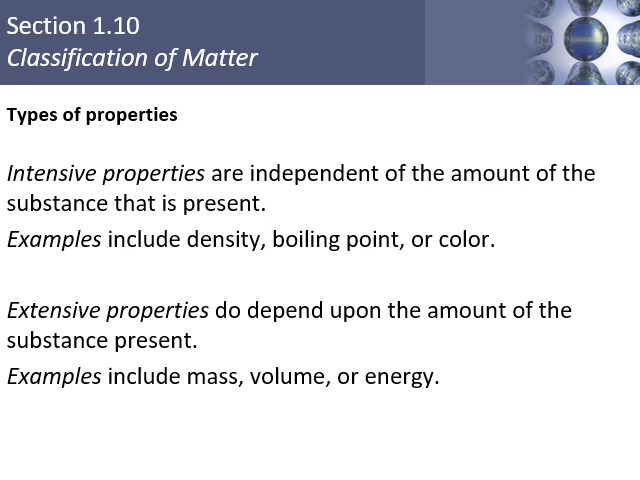 Section 1.10
Classification of Matter
Types of properties
Intensive properties are independent of the amount of the
substance that is present.
Examples include density, boiling point, or color.
Extensive properties do depend upon the amount of the
substance present.
Examples include mass, volume, or energy.